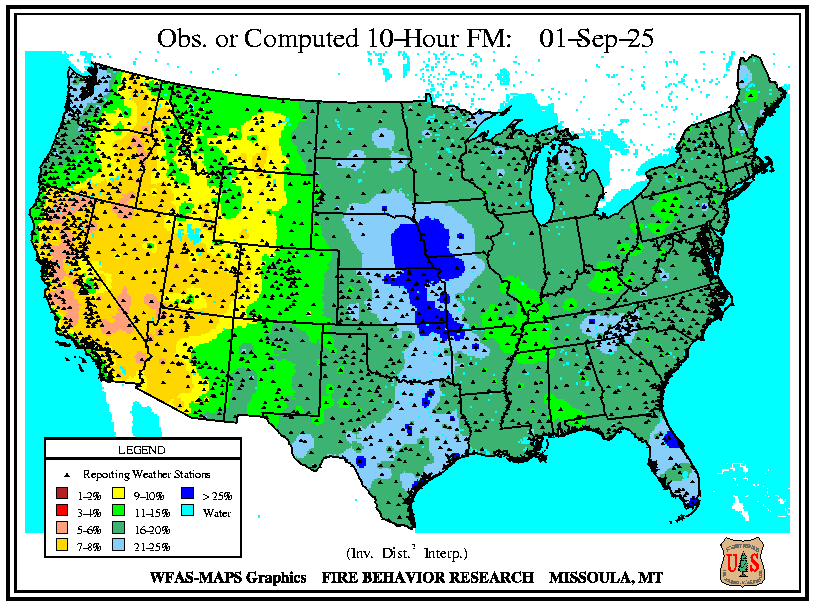 Obs. or Computed 10-Hour FM: 01-Sep-25
LEGEND
Reporting Weather Stations
1-2% 9-10% > 25%
3-4% 11-15% Water
5-6% 16-20%
7-8% 21-25%
(Inv. Dist.² Interp.)
WFAS-MAPS Graphics FIRE BEHAVIOR RESEARCH MISSOULA, MT
U S